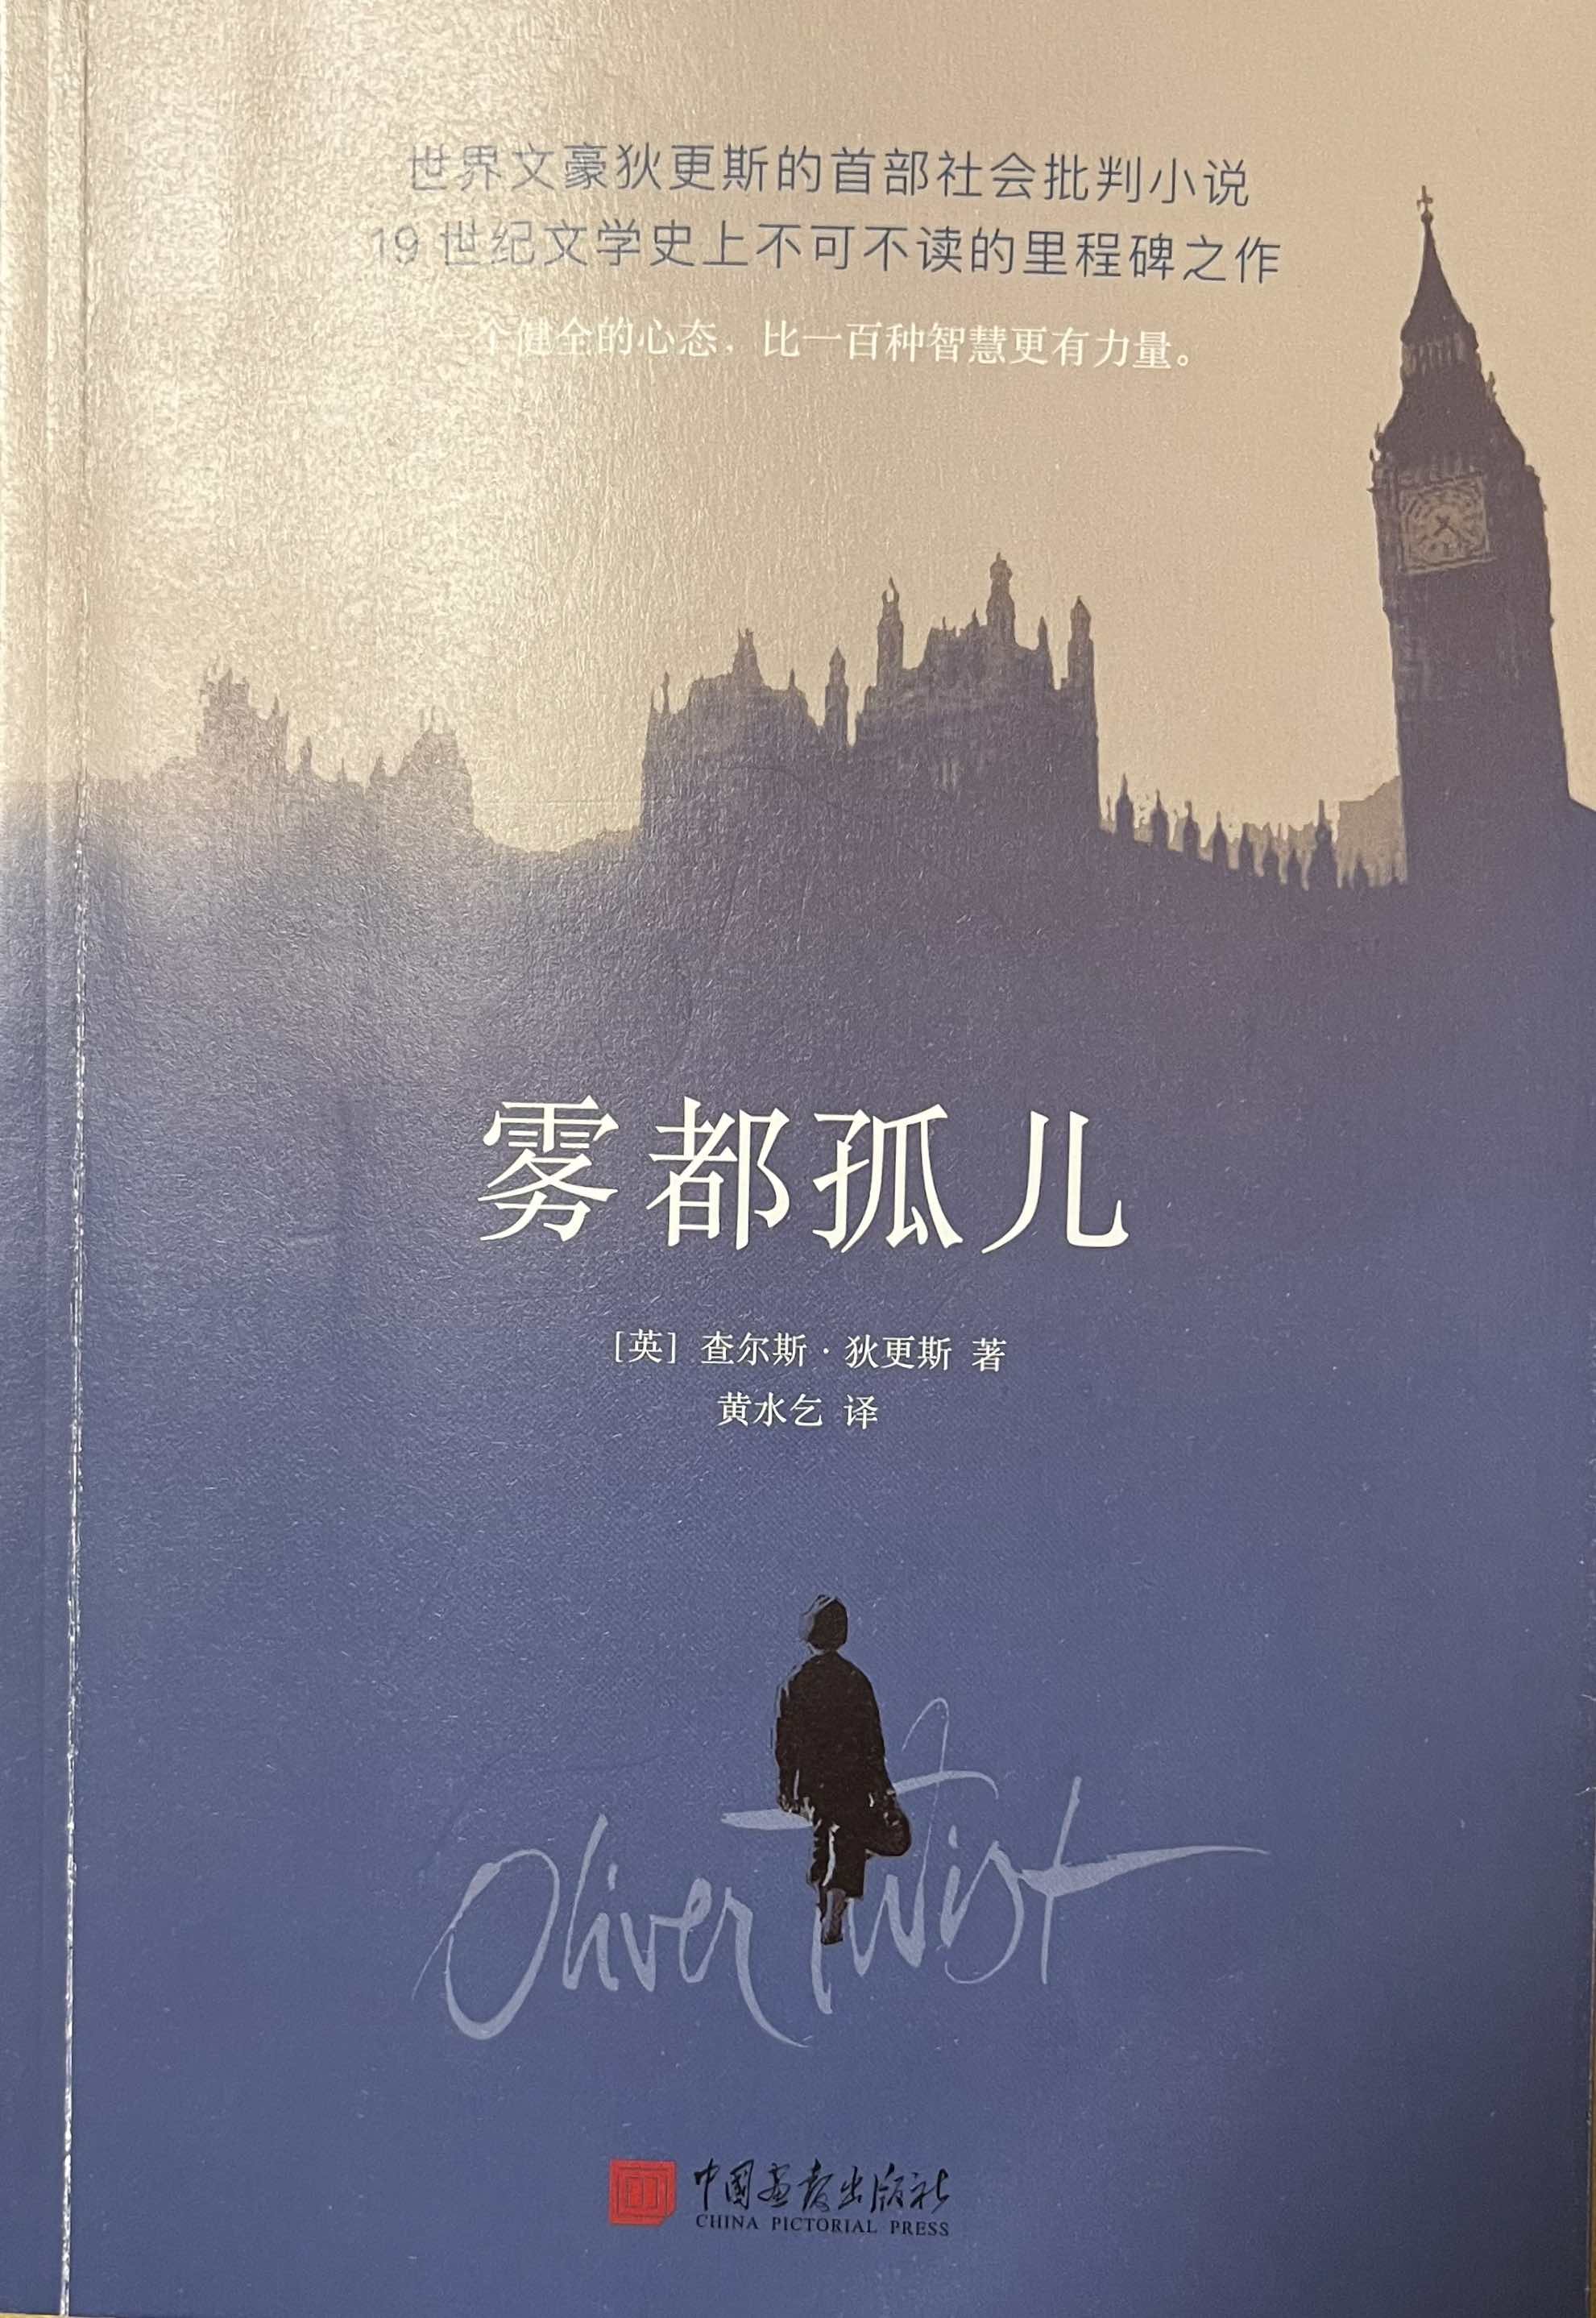 世界文豪狄更斯的首部社会批判小说
19 世纪文学史上不可不读的里程碑之作
一个健全的心态，比一百种智慧更有力量。
雾都孤儿
［英］查尔斯·狄更斯 著
黄水乞 译
Oliver Twist
中国画报出版社
CHINA PICTORIAL PRESS